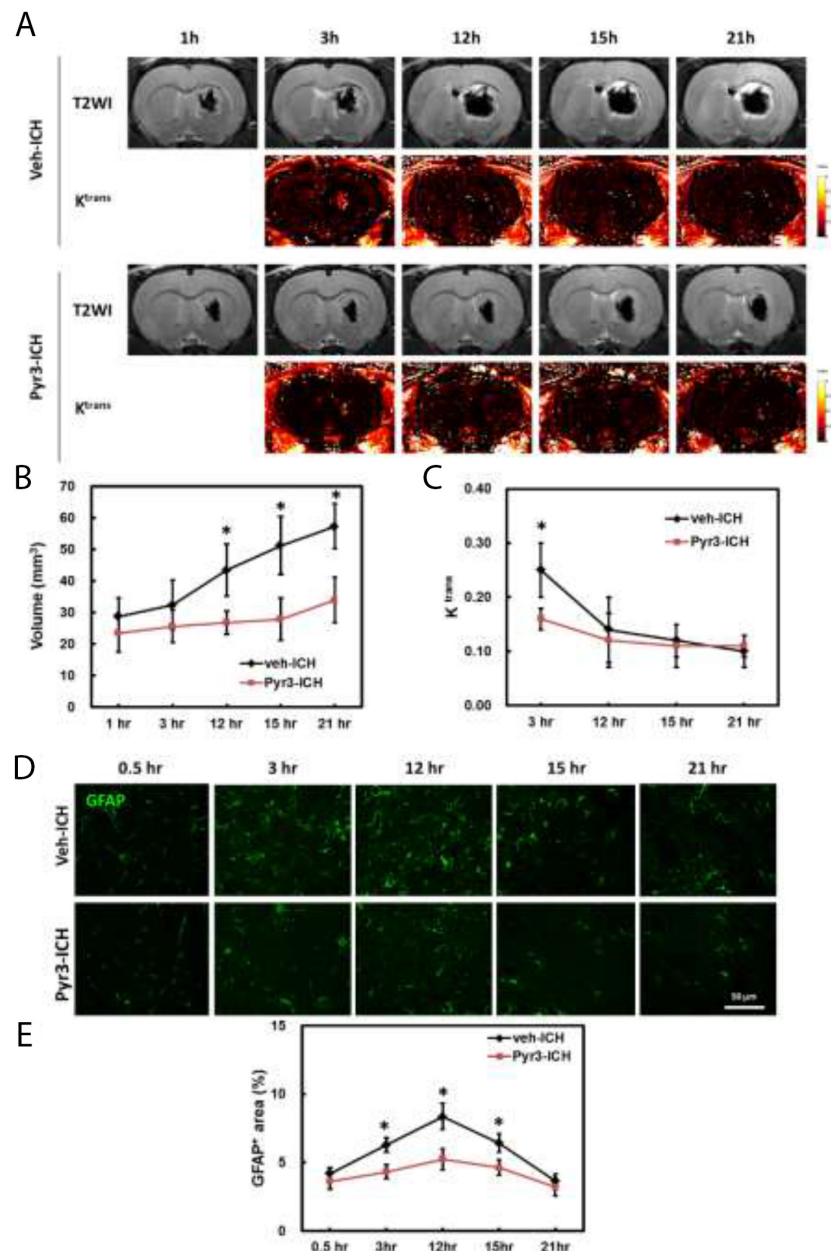 A
1h 3h 12h 15h 21h
Veh-ICH
T2WI
Ktrans
Pyr3-ICH
T2WI
Ktrans
B
70
60
50
40
30
20
10
0
Volume (mm³)
* * *
veh-ICH
Pyr3-ICH
1 hr 3 hr 12 hr 15 hr 21 hr
C
0.40
0.30
0.20
0.10
0.00
K trans
*
veh-ICH
Pyr3-ICH
3 hr 12 hr 15 hr 21 hr
D
0.5 hr 3 hr 12 hr 15 hr 21 hr
GFAP
Veh-ICH
Pyr3-ICH
50 µm
E
15
10
5
0
GFAP⁺ area (%)
* * *
veh-ICH
Pyr3-ICH
0.5 hr 3hr 12hr 15hr 21hr